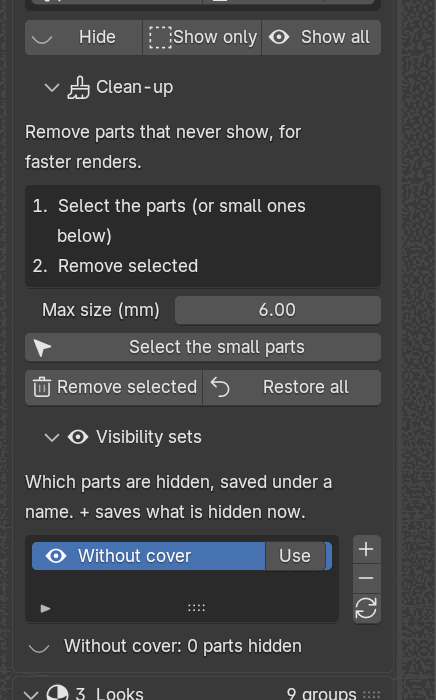 Hide Show only Show all
Clean-up
Remove parts that never show, for
faster renders.
1. Select the parts (or small ones
below)
2. Remove selected
Max size (mm) 6.00
Select the small parts
Remove selected Restore all
Visibility sets
Which parts are hidden, saved under a
name. + saves what is hidden now.
Without cover Use
Without cover: 0 parts hidden
3 Looks 9 groups